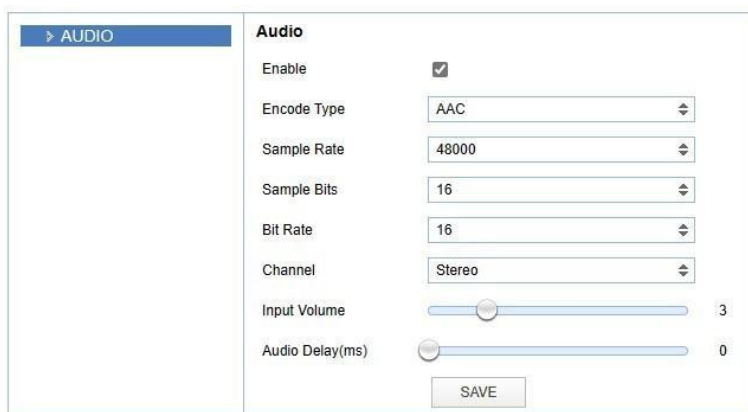 AUDIO
Audio
Enable
Encode Type AAC
Sample Rate 48000
Sample Bits 16
Bit Rate 16
Channel Stereo
Input Volume 3
Audio Delay(ms) 0
SAVE